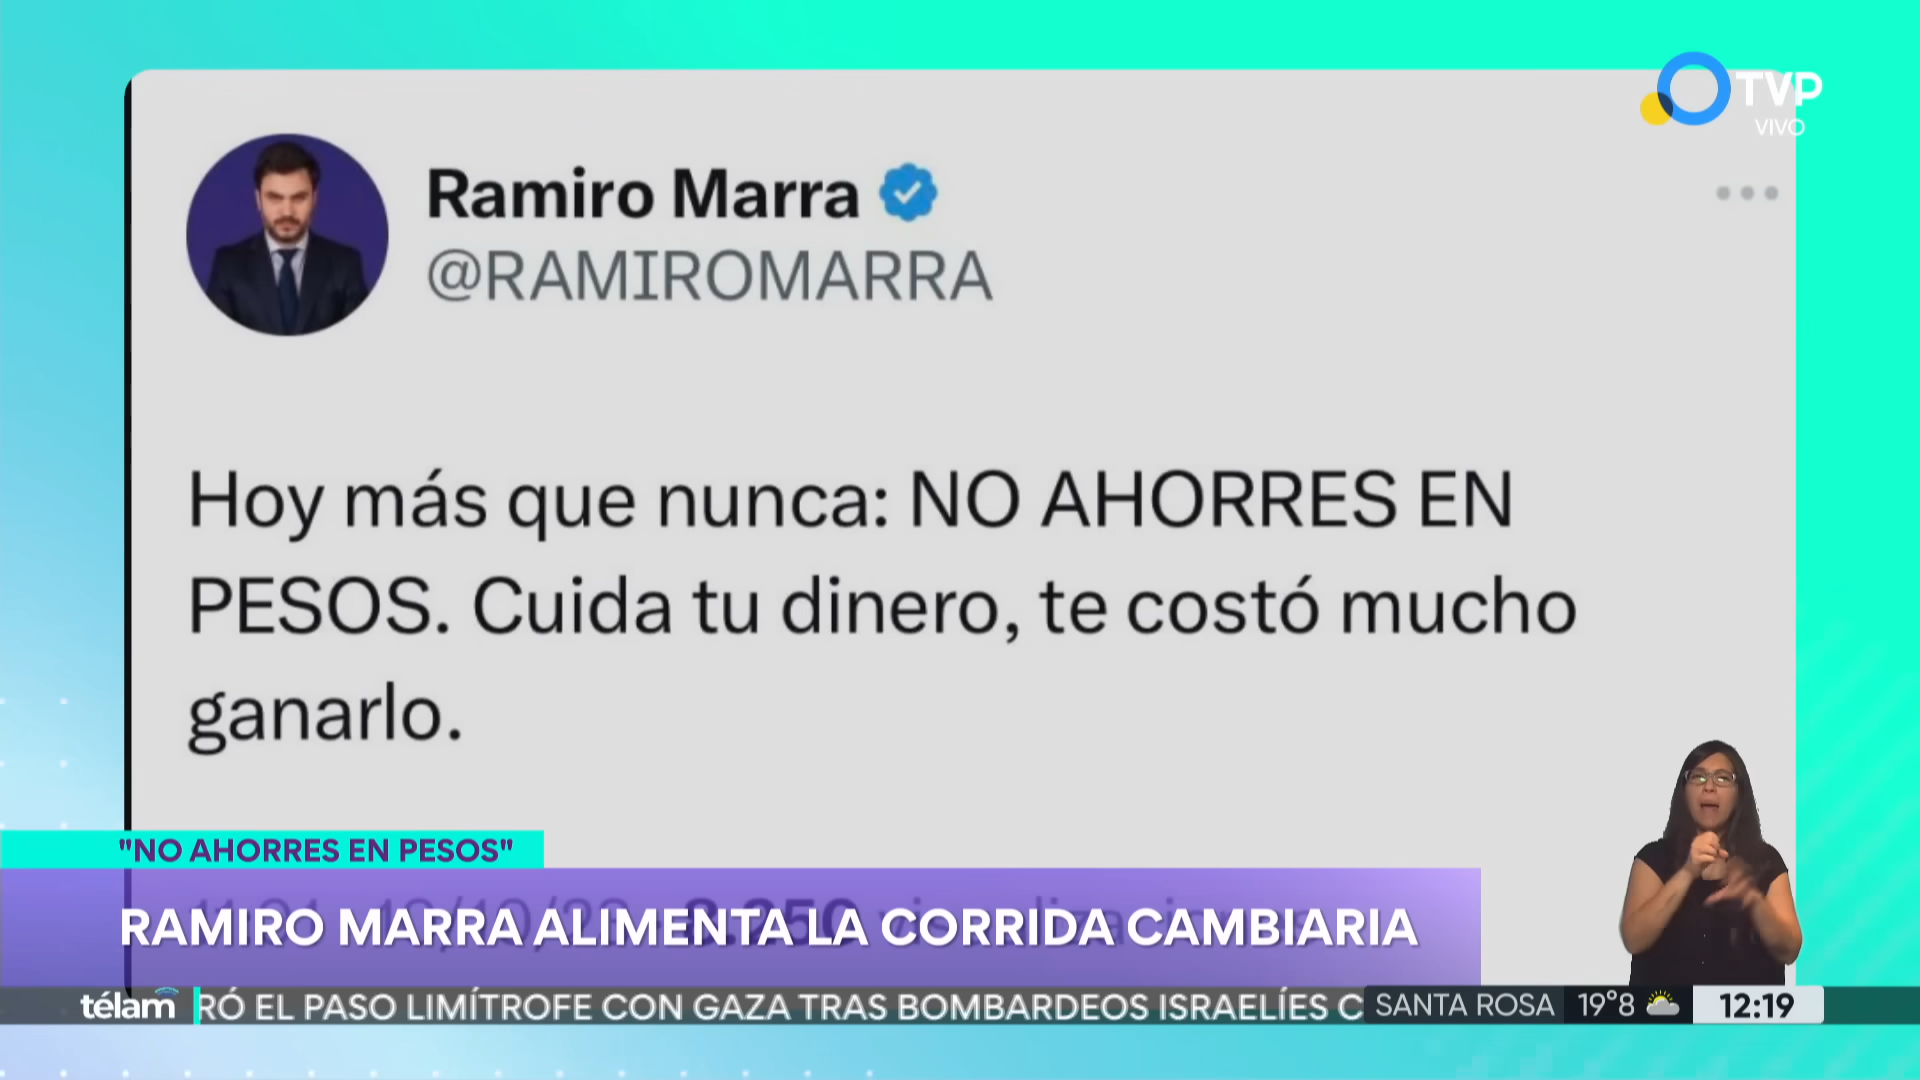 TVP
VIVO
Ramiro Marra
@RAMIROMARRA
Hoy más que nunca: NO AHORRES EN
PESOS. Cuida tu dinero, te costó mucho
ganarlo.
"NO AHORRES EN PESOS"
RAMIRO MARRA ALIMENTA LA CORRIDA CAMBIARIA
télam RÓ EL PASO LIMÍTROFE CON GAZA TRAS BOMBARDEOS ISRAELÍES C SANTA ROSA 19°8 12:19